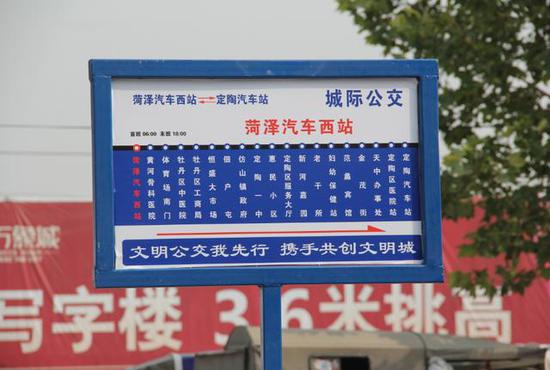 菏泽汽车西站⇌定陶汽车站
城际公交
菏泽汽车西站
首班 06:00 末班 18:00
菏泽汽车西站
黄河骨科医院
体育场南门
牡丹区中医院
牡丹区工商局
恒盛大市场
佃户屯
仿山镇政府
定陶一中
惠民小区
定陶区服务大厅
新河嘉园
老干所
妇幼保健站
范蠡宾馆
金茂街
天中办事处
定陶区医院站
定陶汽车站
文明公交我先行 携手共创文明城
万象城
写字楼 3.6米挑高